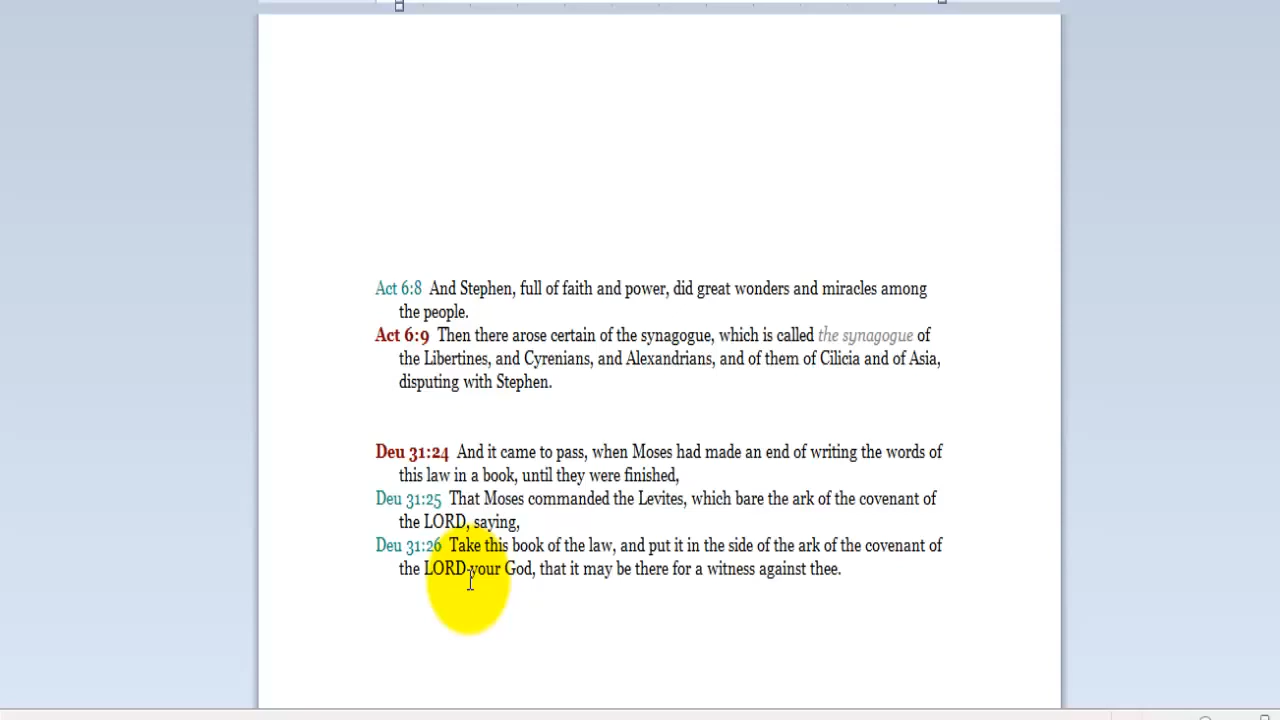 Act 6:8 And Stephen, full of faith and power, did great wonders and miracles among
the people.
Act 6:9 Then there arose certain of the synagogue, which is called the synagogue of
the Libertines, and Cyrenians, and Alexandrians, and of them of Cilicia and of Asia,
disputing with Stephen.
Deu 31:24 And it came to pass, when Moses had made an end of writing the words of
this law in a book, until they were finished,
Deu 31:25 That Moses commanded the Levites, which bare the ark of the covenant of
the LORD, saying,
Deu 31:26 Take this book of the law, and put it in the side of the ark of the covenant of
the LORD your God, that it may be there for a witness against thee.